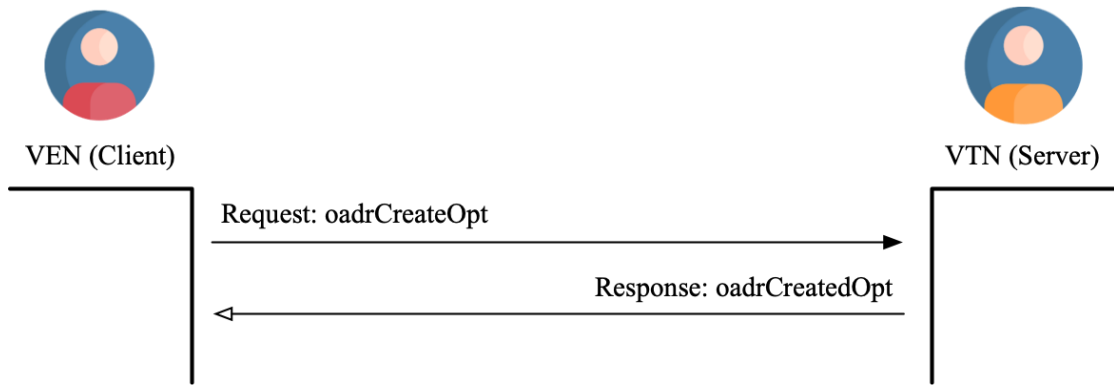 VEN (Client)
VTN (Server)
Request: oadrCreateOpt
Response: oadrCreatedOpt